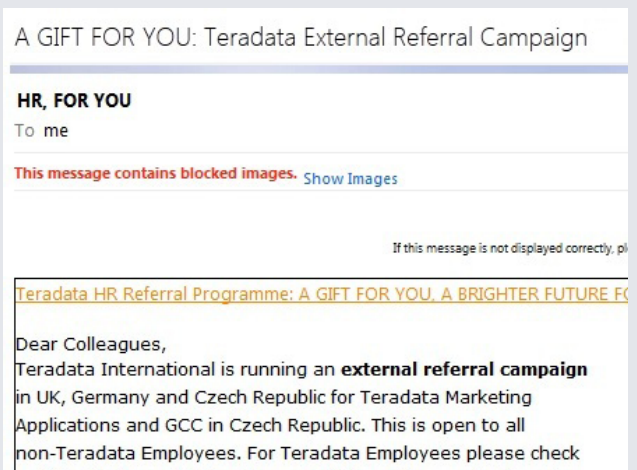 A GIFT FOR YOU: Teradata External Referral Campaign
HR, FOR YOU
To me
This message contains blocked images. Show Images
If this message is not displayed correctly,
Teradata HR Referral Programme: A GIFT FOR YOU, A BRIGHTER FUTURE
Dear Colleagues,
Teradata International is running an external referral campaign
in UK, Germany and Czech Republic for Teradata Marketing
Applications and GCC in Czech Republic. This is open to all
non-Teradata Employees. For Teradata Employees please check